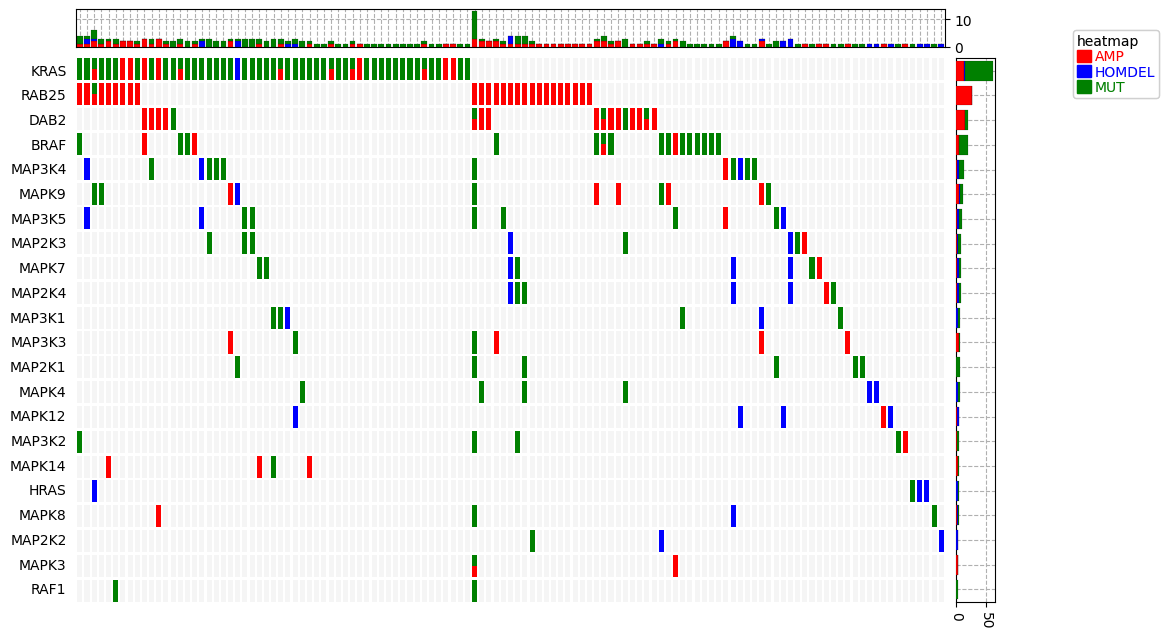 10
0
heatmap
AMP
HOMDEL
MUT
KRAS
RAB25
DAB2
BRAF
MAP3K4
MAPK9
MAP3K5
MAP2K3
MAPK7
MAP2K4
MAP3K1
MAP3K3
MAP2K1
MAPK4
MAPK12
MAP3K2
MAPK14
HRAS
MAPK8
MAP2K2
MAPK3
RAF1
0
50